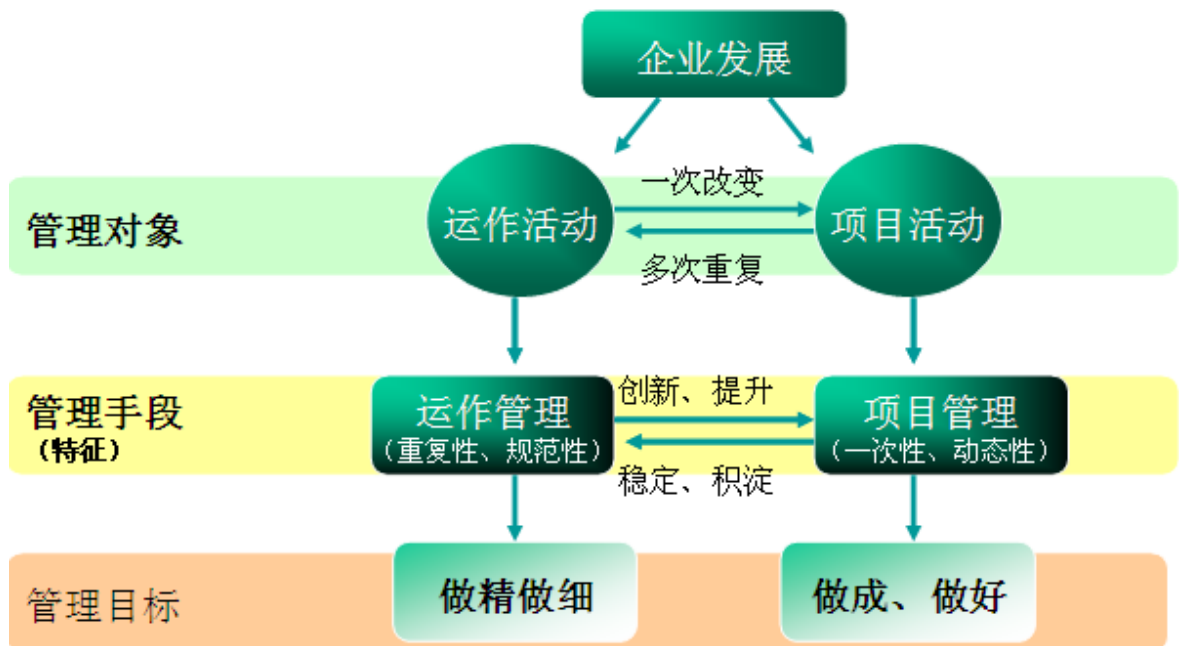 企业发展
一次改变
管理对象
运作活动
项目活动
多次重复
管理手段
（特征）
运作管理
（重复性、规范性）
创新、提升
稳定、积淀
项目管理
（一次性、动态性）
管理目标
做精做细
做成、做好